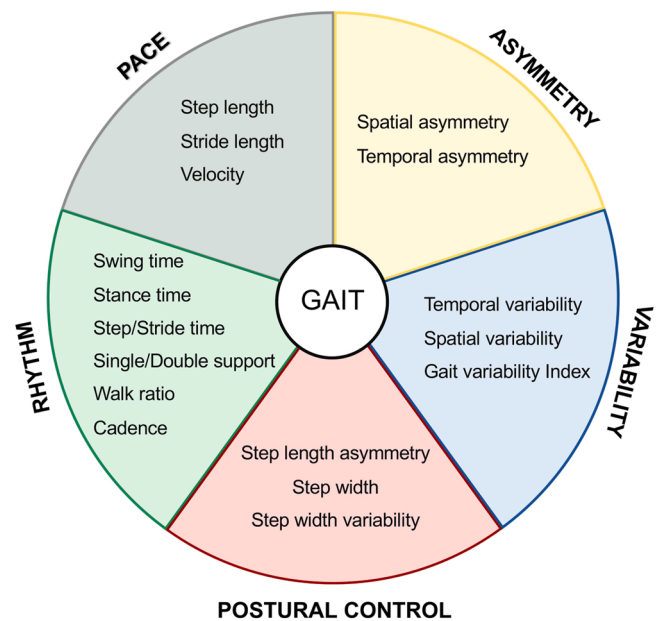 PACE
Step length
Stride length
Velocity
ASYMMETRY
Spatial asymmetry
Temporal asymmetry
RHYTHM
Swing time
Stance time
Step/Stride time
Single/Double support
Walk ratio
Cadence
GAIT
VARIABILITY
Temporal variability
Spatial variability
Gait variability Index
Step length asymmetry
Step width
Step width variability
POSTURAL CONTROL